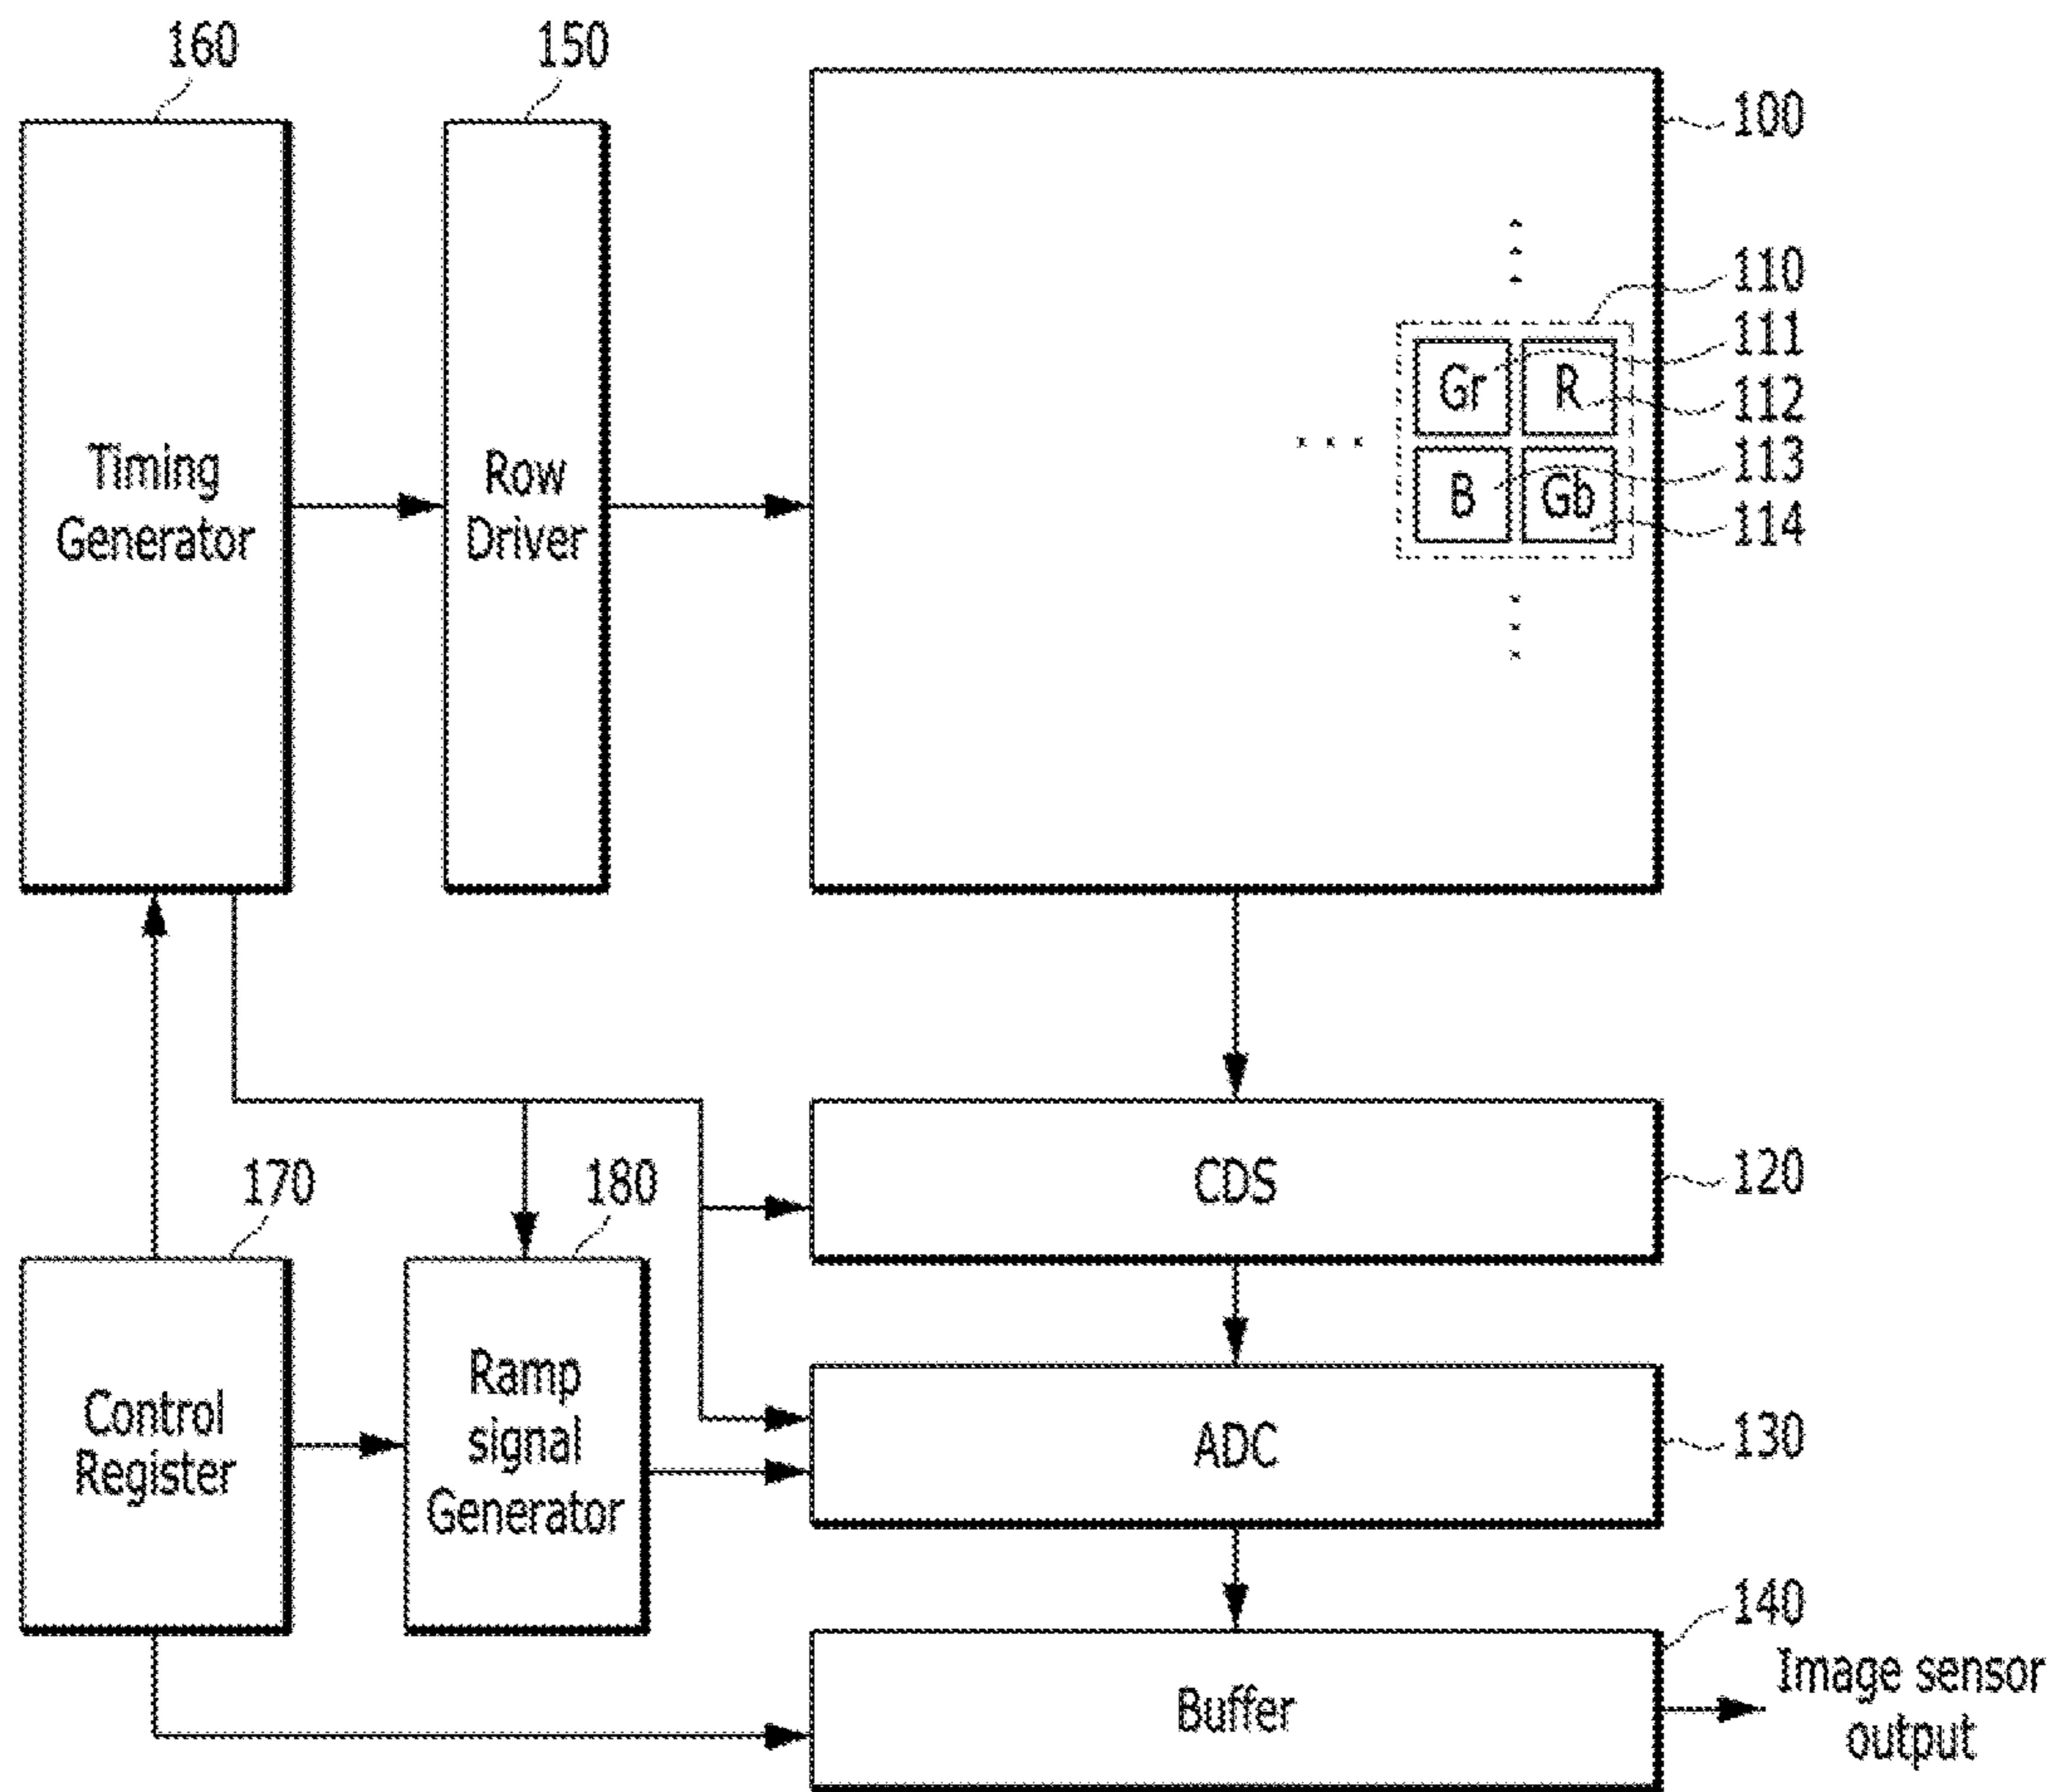 160
150
100
110
111
Gr
R
112
113
B
Gb
114
Timing
Generator
Row
Driver
170
180
CDS
120
Control
Register
Ramp
signal
Generator
ADC
130
140
Buffer
Image sensor
output